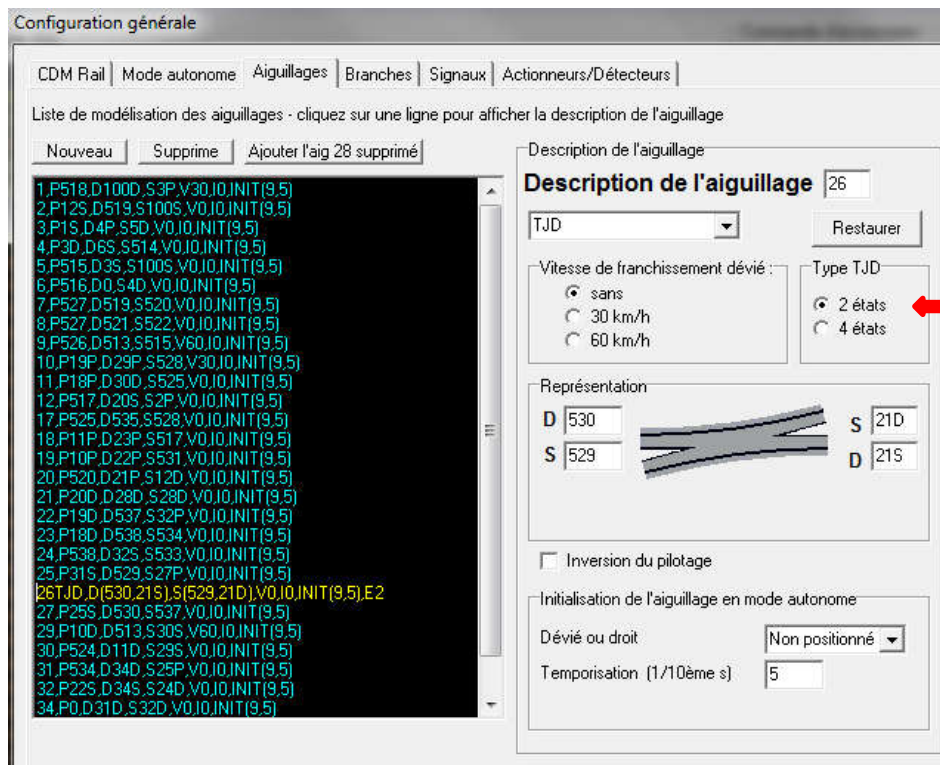 Configuration générale
CDM Rail Mode autonome Aiguillages Branches Signaux Actionneurs/Détecteurs
Liste de modélisation des aiguillages - cliquez sur une ligne pour afficher la description de l'aiguillage
Nouveau Supprime Ajouter l'aig 28 supprimé
1,P518,D100D,S3P,V30,I0,INIT(9,5)
2,P12S,D519,S100S,V0,I0,INIT(9,5)
3,P1S,D4P,S5D,V0,I0,INIT(9,5)
4,P3D,D6S,S514,V0,I0,INIT(9,5)
5,P515,D3S,S100S,V0,I0,INIT(9,5)
6,P516,D0,S4D,V0,I0,INIT(9,5)
7,P527,D519,S520,V0,I0,INIT(9,5)
8,P527,D521,S522,V0,I0,INIT(9,5)
9,P526,D513,S515,V60,I0,INIT(9,5)
10,P19P,D29P,S528,V30,I0,INIT(9,5)
11,P18P,D30D,S525,V0,I0,INIT(9,5)
12,P517,D20S,S2P,V0,I0,INIT(9,5)
17,P525,D535,S528,V0,I0,INIT(9,5)
18,P11P,D23P,S517,V0,I0,INIT(9,5)
19,P10P,D22P,S531,V0,I0,INIT(9,5)
20,P520,D21P,S12D,V0,I0,INIT(9,5)
21,P20D,D28D,S28D,V0,I0,INIT(9,5)
22,P19D,D537,S32P,V0,I0,INIT(9,5)
23,P18D,D538,S534,V0,I0,INIT(9,5)
24,P538,D32S,S533,V0,I0,INIT(9,5)
25,P31S,D529,S27P,V0,I0,INIT(9,5)
26TJD,D(530,21S),S(529,21D),V0,I0,INIT(9,5),E2
27,P25S,D530,S537,V0,I0,INIT(9,5)
29,P10D,D513,S30S,V60,I0,INIT(9,5)
30,P524,D11D,S29S,V0,I0,INIT(9,5)
31,P534,D34D,S25P,V0,I0,INIT(9,5)
32,P22S,D34S,S24D,V0,I0,INIT(9,5)
34,P0,D31D,S32D,V0,I0,INIT(9,5)
Description de l'aiguillage
Description de l'aiguillage 26
TJD Restaurer
Vitesse de franchissement dévié : Type TJD
sans 2 états
30 km/h 4 états
60 km/h
Représentation
D 530 S 21D
S 529 D 21S
Inversion du pilotage
Initialisation de l'aiguillage en mode autonome
Dévié ou droit Non positionné
Temporisation (1/10ème s) 5